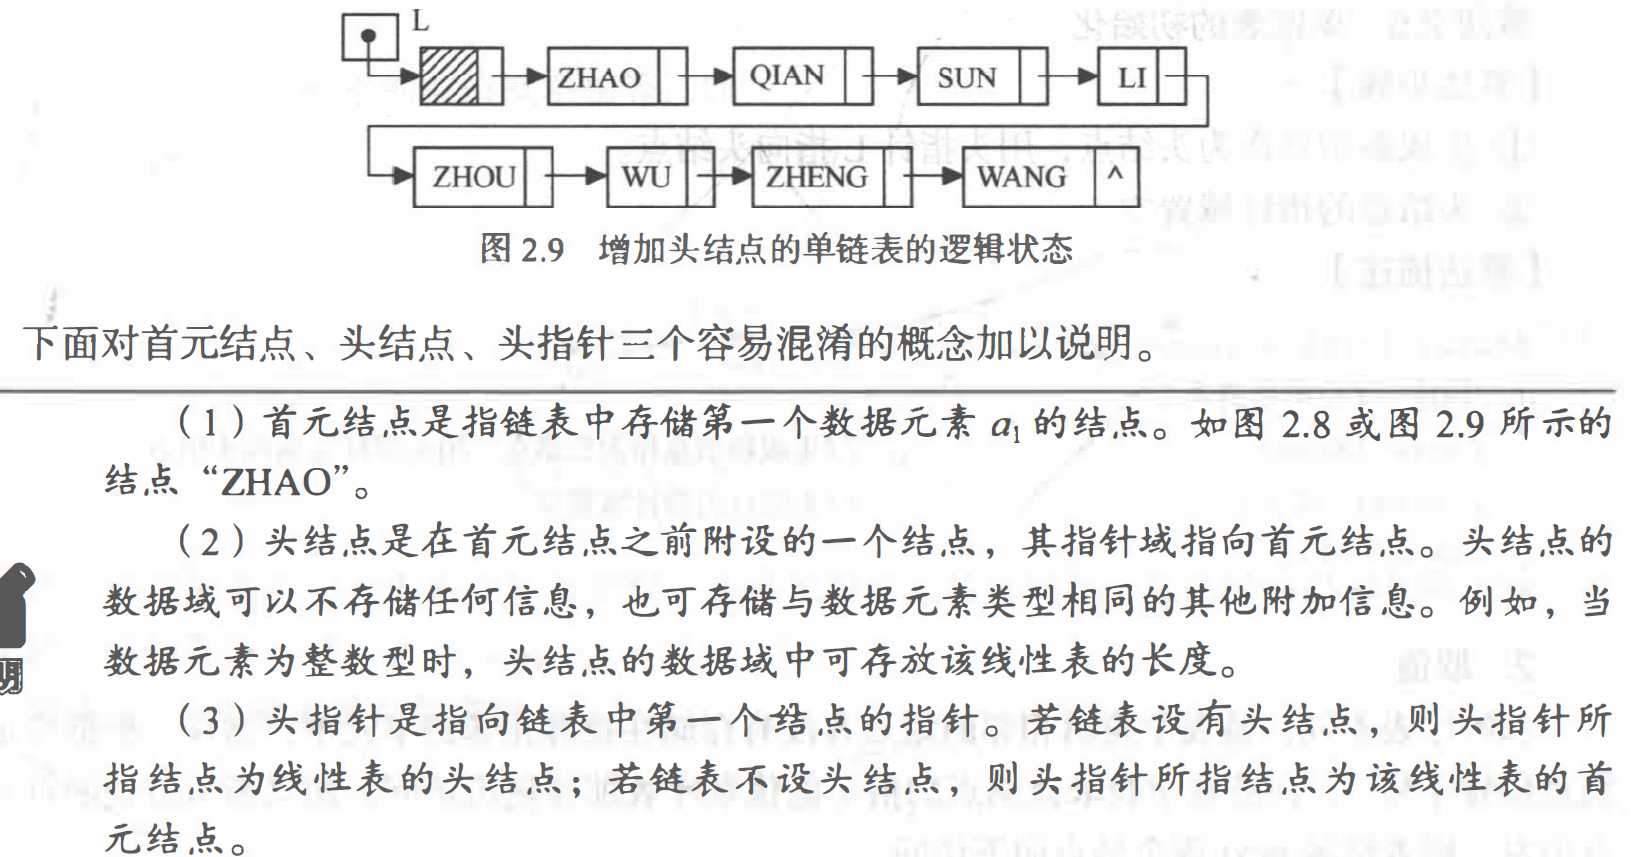 L
ZHAO QIAN SUN LI
ZHOU WU ZHENG WANG ^
图 2.9 增加头结点的单链表的逻辑状态
下面对首元结点、头结点、头指针三个容易混淆的概念加以说明。
（1）首元结点是指链表中存储第一个数据元素 a₁ 的结点。如图 2.8 或图 2.9 所示的
结点“ZHAO”。
（2）头结点是在首元结点之前附设的一个结点，其指针域指向首元结点。头结点的
数据域可以不存储任何信息，也可存储与数据元素类型相同的其他附加信息。例如，当
数据元素为整数型时，头结点的数据域中可存放该线性表的长度。
（3）头指针是指向链表中第一个结点的指针。若链表设有头结点，则头指针所
指结点为线性表的头结点；若链表不设头结点，则头指针所指结点为该线性表的首
元结点。